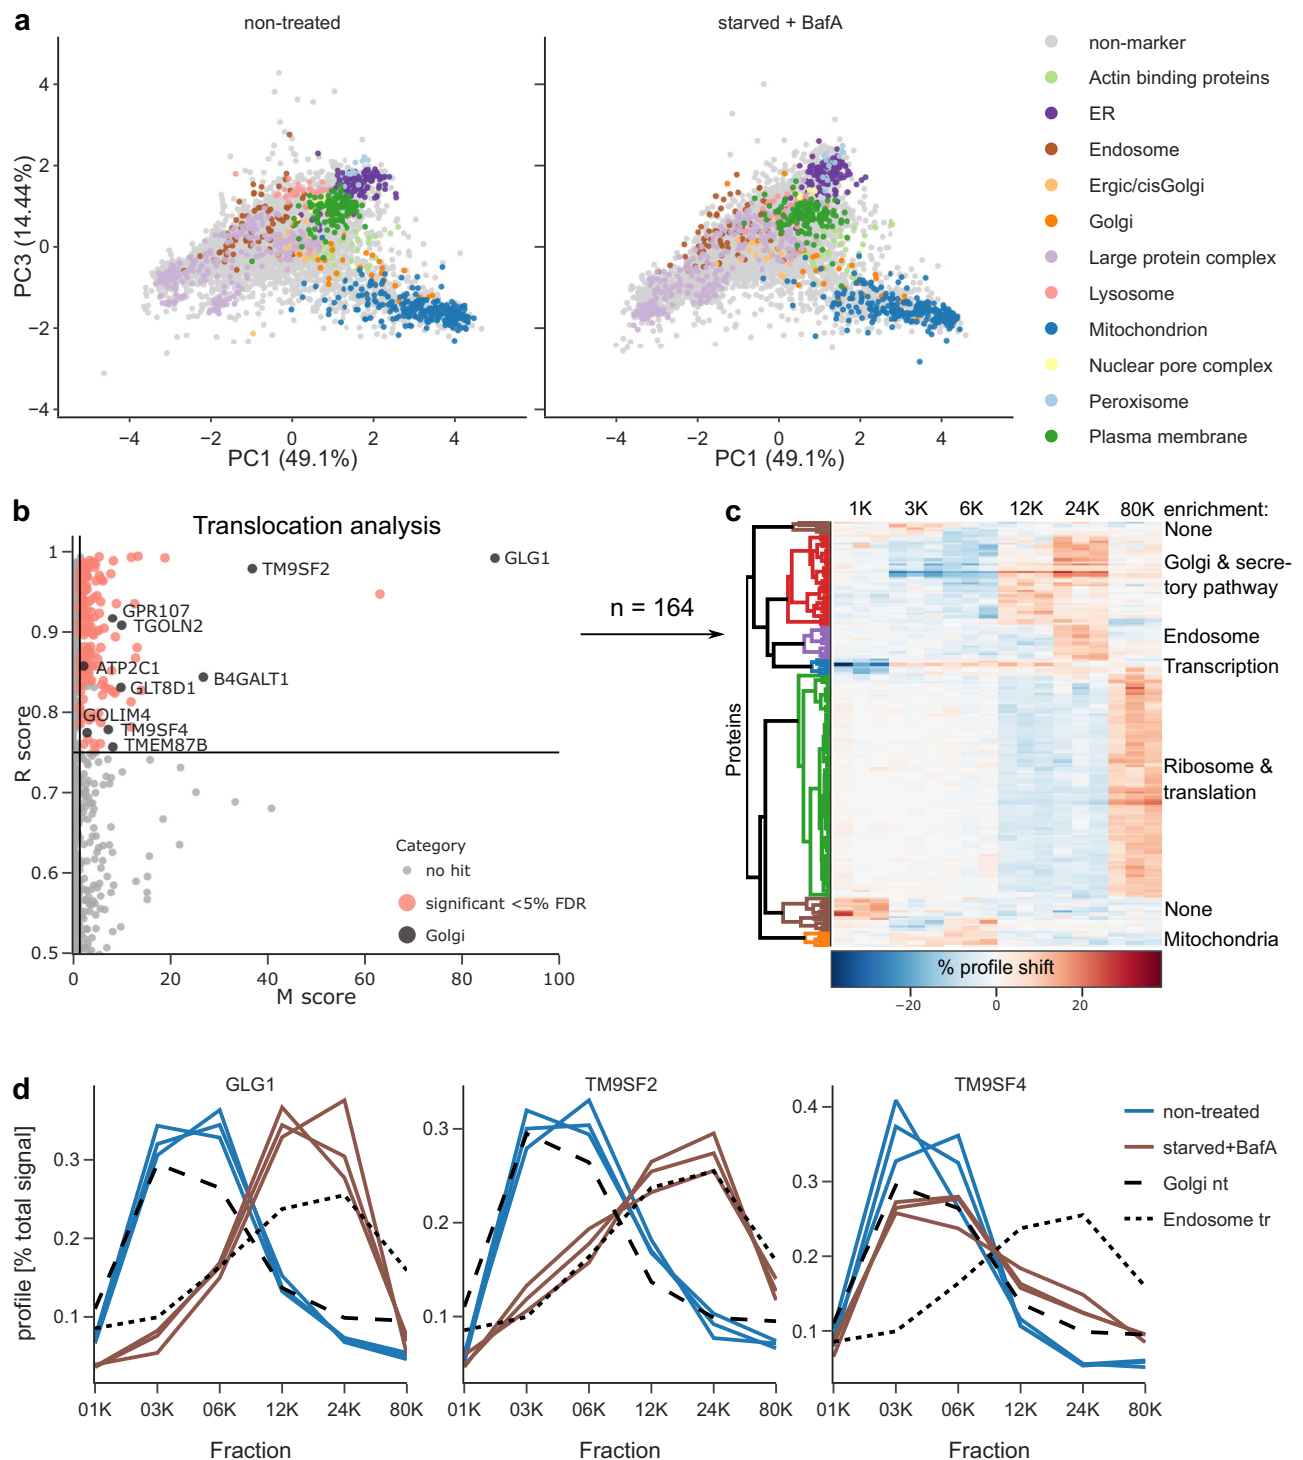 a
non-treated
starved + BafA
4
2
0
−2
−4
PC3 (14.44%)
−4 −2 0 2 4
PC1 (49.1%)
−4 −2 0 2 4
PC1 (49.1%)
non-marker
Actin binding proteins
ER
Endosome
Ergic/cisGolgi
Golgi
Large protein complex
Lysosome
Mitochondrion
Nuclear pore complex
Peroxisome
Plasma membrane
b
Translocation analysis
1
0.9
0.8
0.7
0.6
0.5
R score
GLG1
TM9SF2
GPR107
TGOLN2
ATP2C1
B4GALT1
GLT8D1
GOLIM4
TM9SF4
TMEM87B
Category
no hit
significant <5% FDR
Golgi
0 20 40 60 80 100
M score
n = 164
c
1K 3K 6K 12K 24K 80K enrichment:
None
Golgi & secre-
tory pathway
Endosome
Transcription
Ribosome &
translation
None
Mitochondria
Proteins
% profile shift
−20 0 20
d
GLG1
TM9SF2
TM9SF4
profile [% total signal]
0.3
0.2
0.1
01K 03K 06K 12K 24K 80K
Fraction
0.3
0.2
0.1
01K 03K 06K 12K 24K 80K
Fraction
0.4
0.3
0.2
0.1
01K 03K 06K 12K 24K 80K
Fraction
non-treated
starved+BafA
Golgi nt
Endosome tr